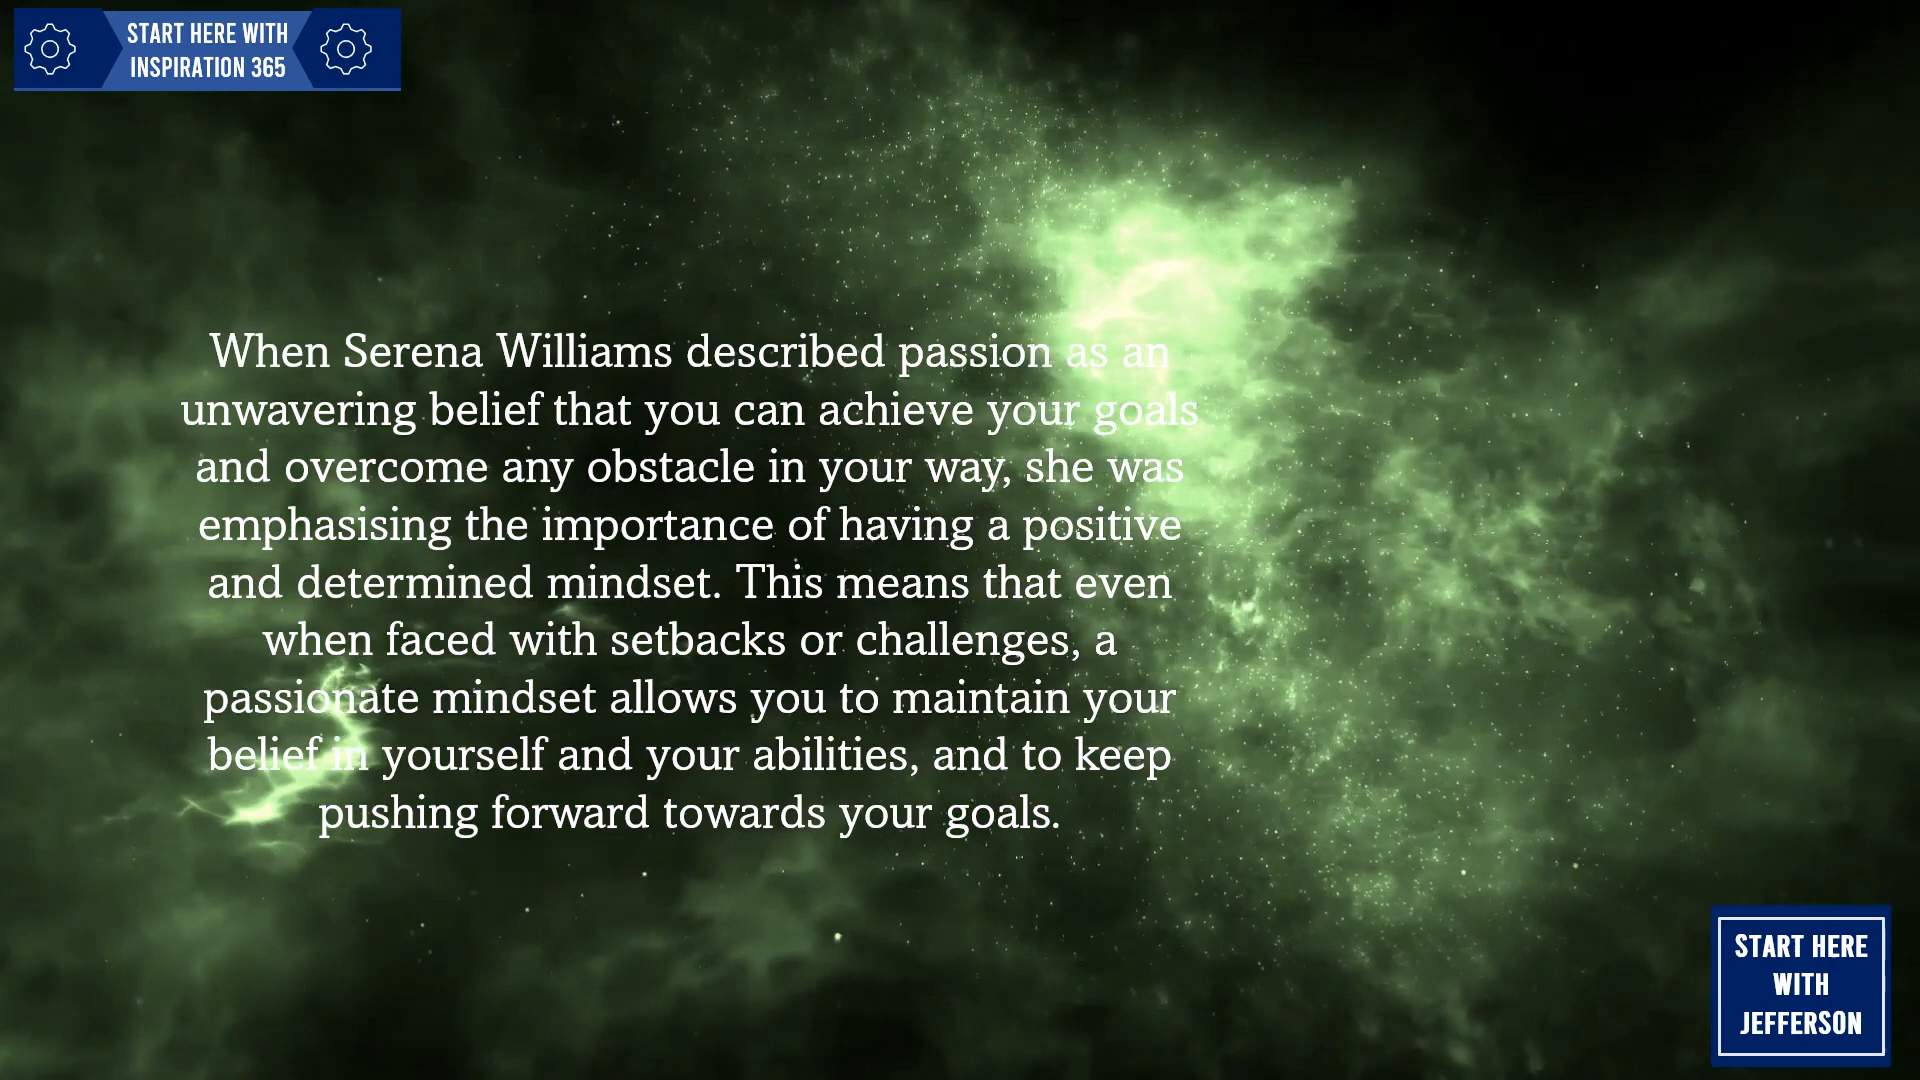 START HERE WITH
INSPIRATION 365
When Serena Williams described passion as an
unwavering belief that you can achieve your goals
and overcome any obstacle in your way, she was
emphasising the importance of having a positive
and determined mindset. This means that even
when faced with setbacks or challenges, a
passionate mindset allows you to maintain your
belief in yourself and your abilities, and to keep
pushing forward towards your goals.
START HERE
WITH
JEFFERSON